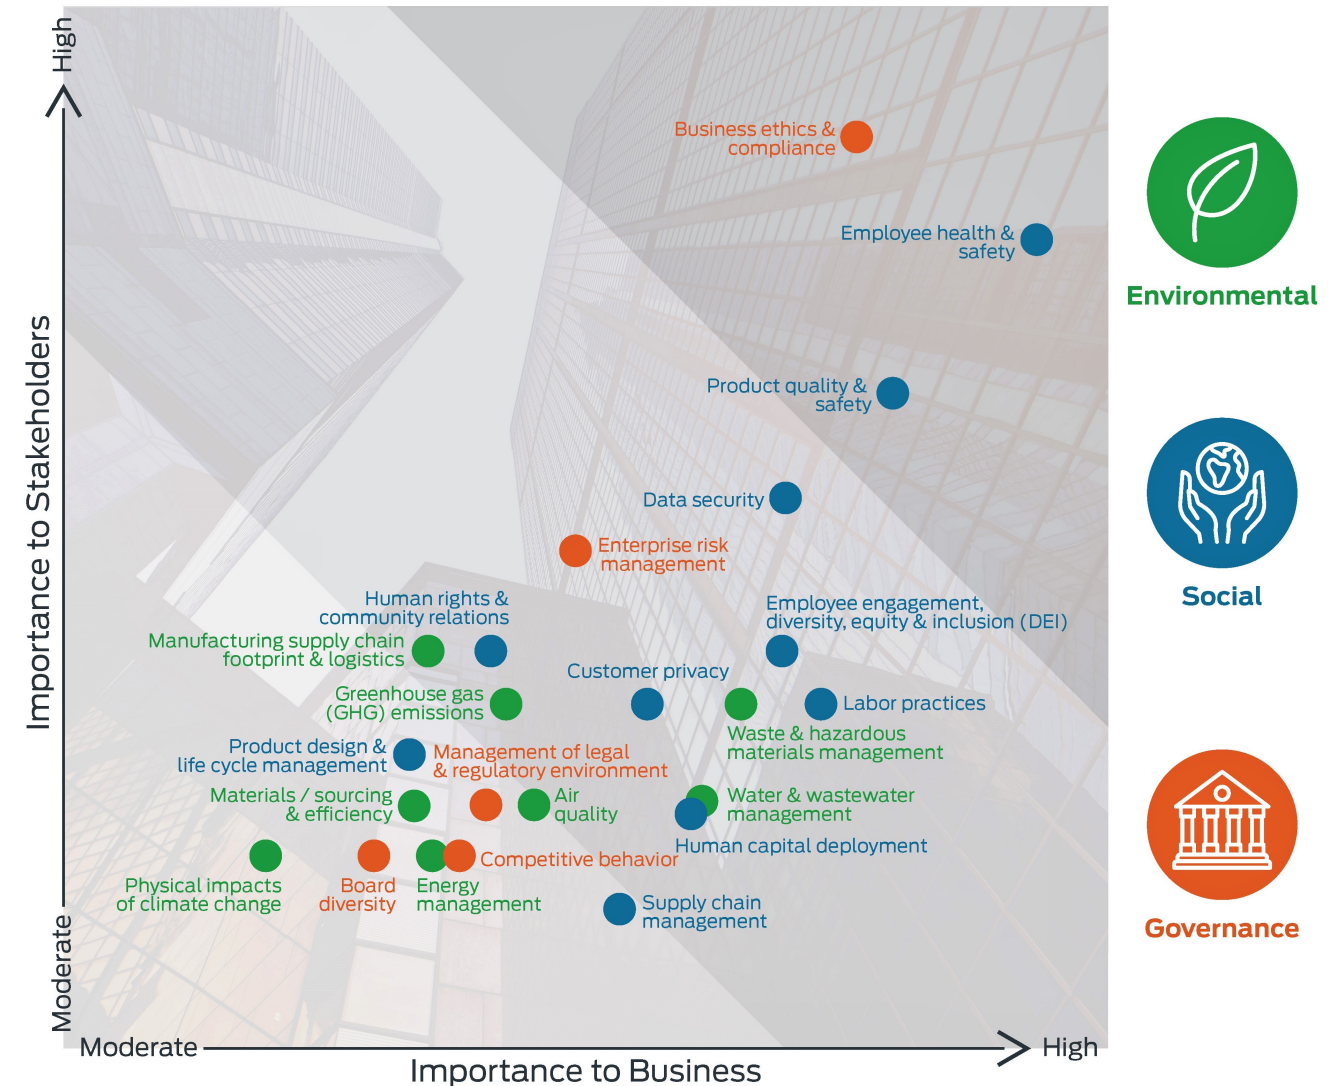 High
Importance to Stakeholders
Moderate
Business ethics &
compliance
Employee health &
safety
Product quality &
safety
Data security
Enterprise risk
management
Human rights &
community relations
Employee engagement,
diversity, equity & inclusion (DEI)
Manufacturing supply chain
footprint & logistics
Customer privacy
Greenhouse gas
(GHG) emissions
Labor practices
Waste & hazardous
materials management
Product design &
life cycle management
Management of legal
& regulatory environment
Materials / sourcing
& efficiency
Air
quality
Water & wastewater
management
Human capital deployment
Competitive behavior
Physical impacts
of climate change
Board
diversity
Energy
management
Supply chain
management
Moderate
High
Importance to Business
Environmental
Social
Governance